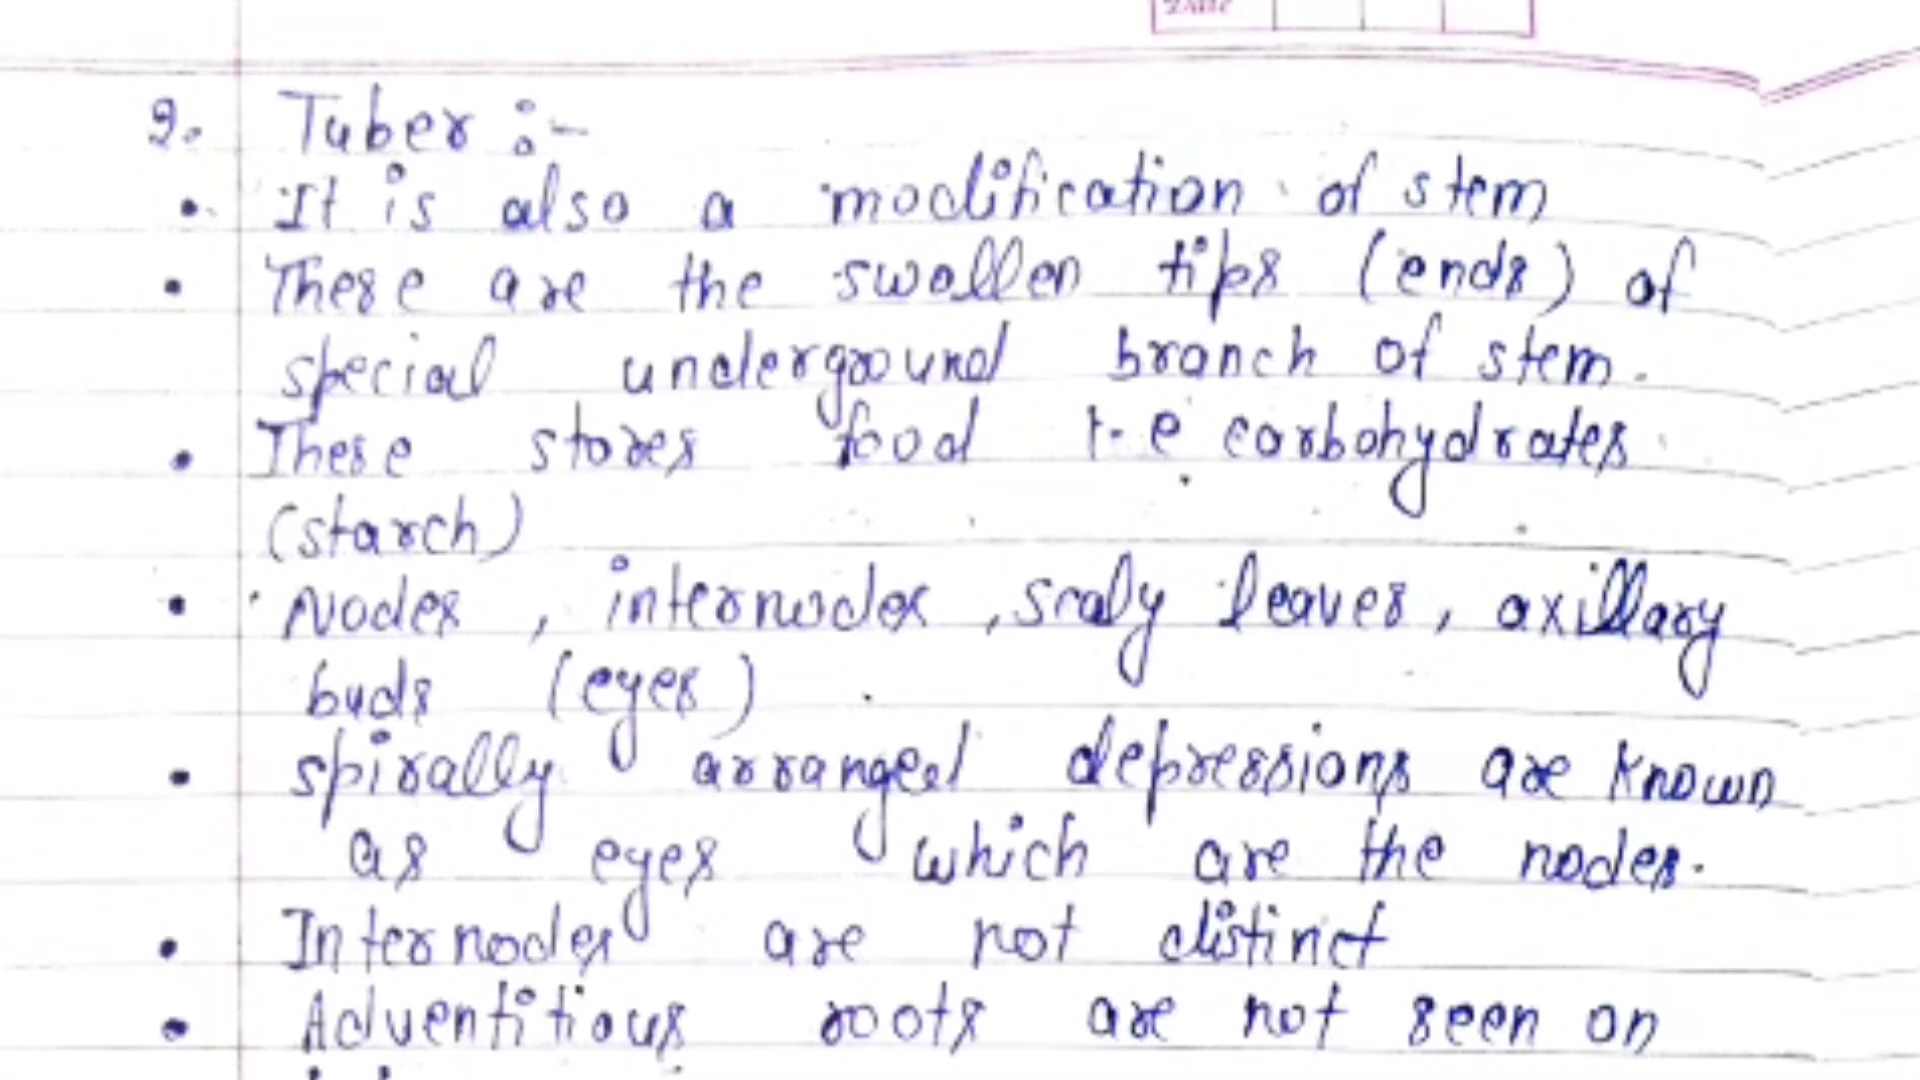 DATE
2. Tuber :-
• It is also a modification of stem
• These are the swollen tips (ends) of
special underground branch of stem.
• These stores food i.e carbohydrates
(starch)
• Nodes, internodes, scaly leaves, axillary
buds (eyes)
• spirally arranged depressions are known
as eyes which are the nodes.
• Internodes are not distinct
• Adventitious roots are not seen on